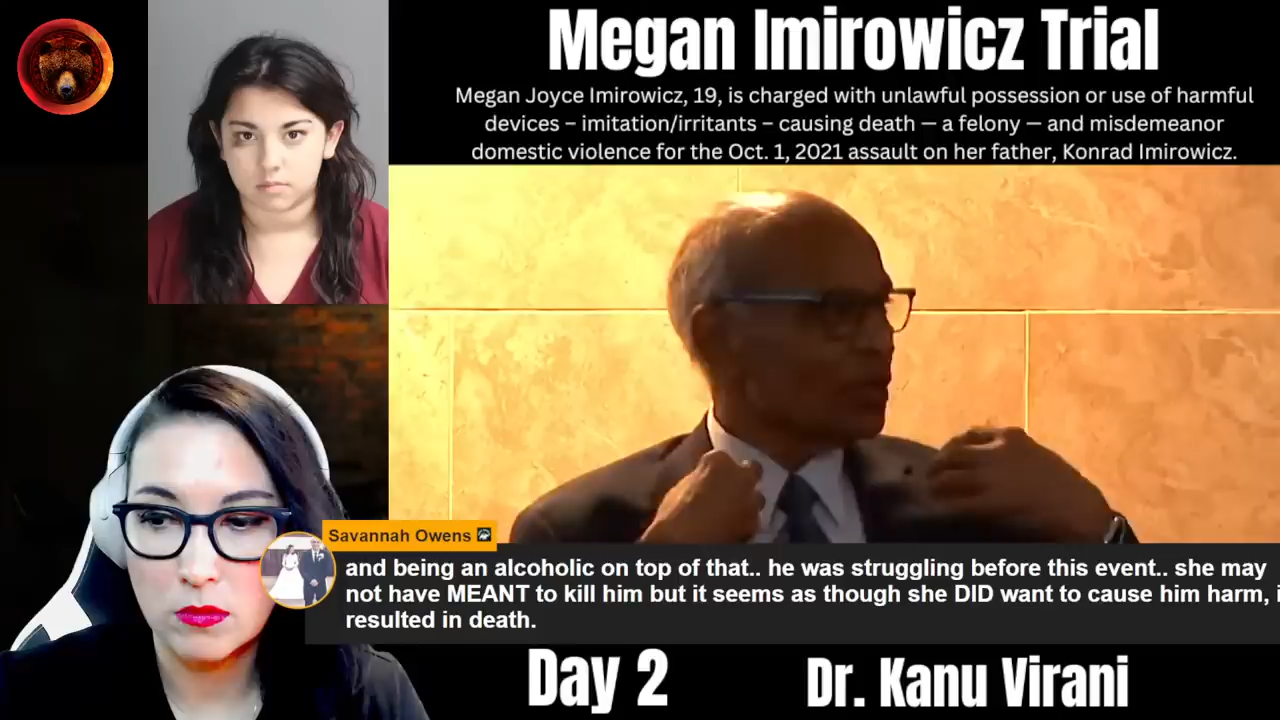 Megan Imirowicz Trial
Megan Joyce Imirowicz, 19, is charged with unlawful possession or use of harmful
devices – imitation/irritants – causing death — a felony — and misdemeanor
domestic violence for the Oct. 1, 2021 assault on her father, Konrad Imirowicz.
Savannah Owens
and being an alcoholic on top of that.. he was struggling before this event.. she may
not have MEANT to kill him but it seems as though she DID want to cause him harm,
resulted in death.
Day 2
Dr. Kanu Virani